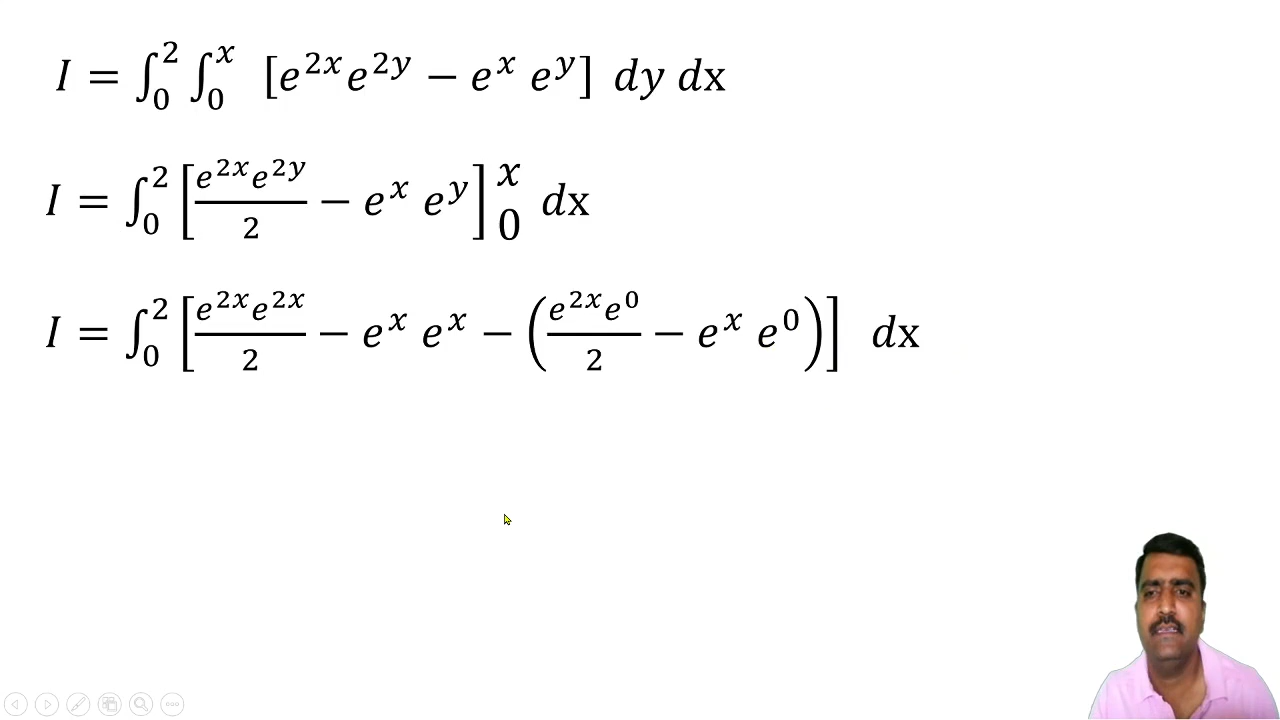 I = ∫₀² ∫₀ˣ [e²ˣe²ʸ − eˣ eʸ] dy dx
I = ∫₀² [e²ˣe²ʸ/2 − eˣ eʸ]₀ˣ dx
I = ∫₀² [e²ˣe²ˣ/2 − eˣ eˣ − (e²ˣe⁰/2 − eˣ e⁰)] dx